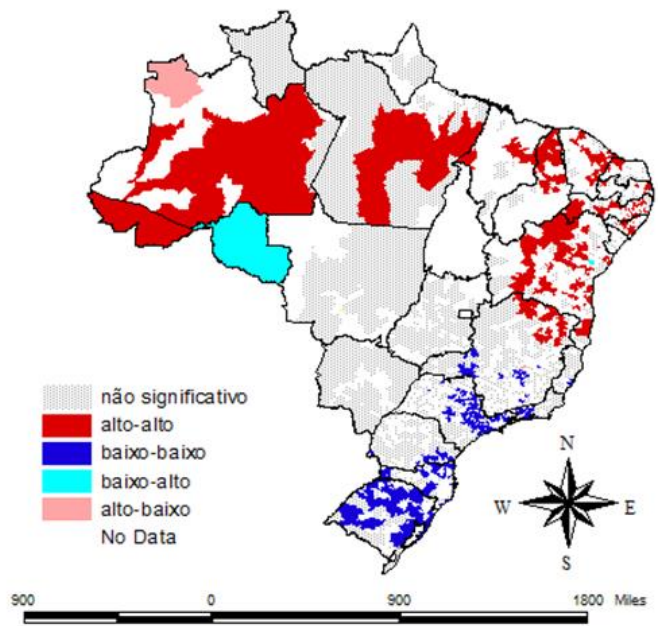 não significativo
alto-alto
baixo-baixo
baixo-alto
alto-baixo
No Data
N
W E
S
900 0 900 1800 Miles